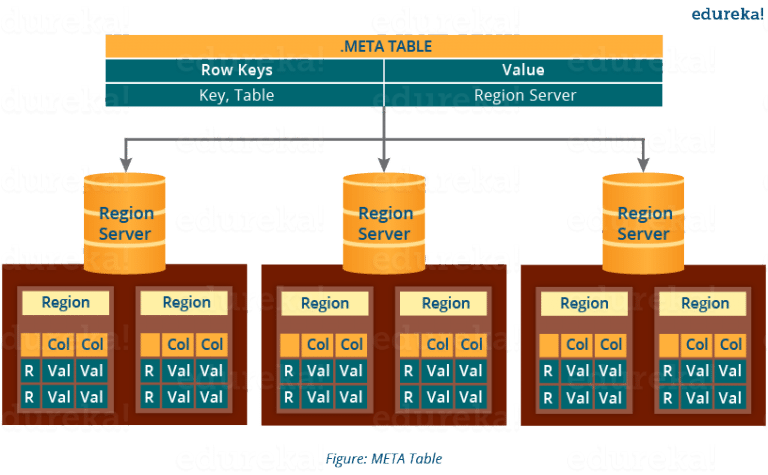 edureka!
.META TABLE
Row Keys Value
Key, Table Region Server
Region Server
Region Server
Region Server
Region Region Region Region Region Region
Col Col Col Col Col Col Col Col Col Col Col Col
R Val Val R Val Val R Val Val R Val Val R Val Val R Val Val
R Val Val R Val Val R Val Val R Val Val R Val Val R Val Val
Figure: META Table